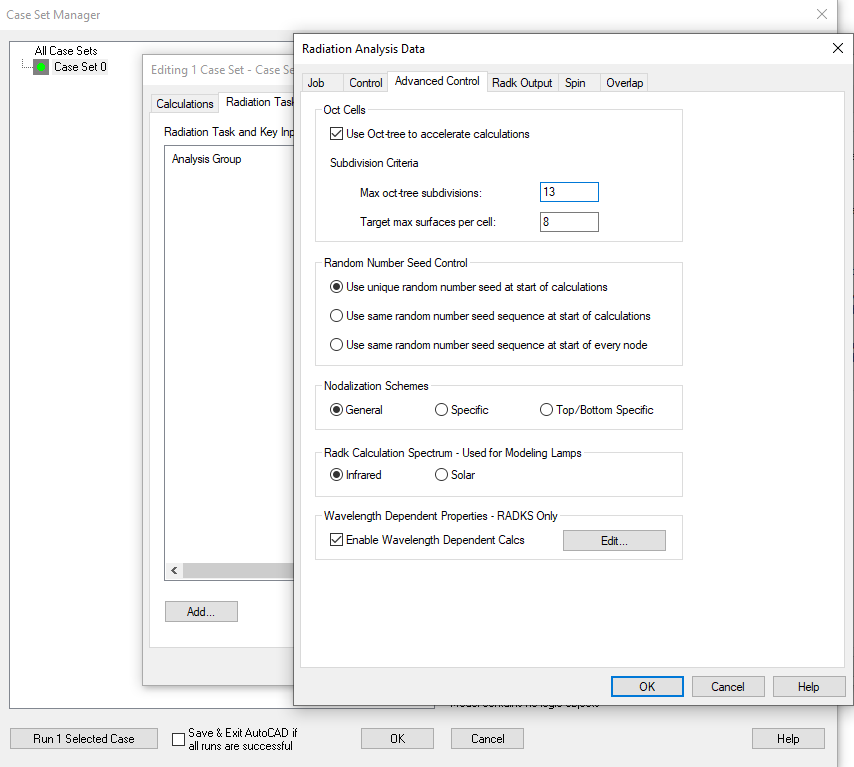 Case Set Manager
All Case Sets
Case Set 0
Editing 1 Case Set - Case Se
Calculations
Radiation Task
Radiation Task and Key Inp
Analysis Group
Add...
Radiation Analysis Data
Job
Control
Advanced Control
Radk Output
Spin
Overlap
Oct Cells
Use Oct-tree to accelerate calculations
Subdivision Criteria
Max oct-tree subdivisions:
13
Target max surfaces per cell:
8
Random Number Seed Control
Use unique random number seed at start of calculations
Use same random number seed sequence at start of calculations
Use same random number seed sequence at start of every node
Nodalization Schemes
General
Specific
Top/Bottom Specific
Radk Calculation Spectrum - Used for Modeling Lamps
Infrared
Solar
Wavelength Dependent Properties - RADKS Only
Enable Wavelength Dependent Calcs
Edit...
OK
Cancel
Help
Run 1 Selected Case
Save & Exit AutoCAD if
all runs are successful
OK
Cancel
Help